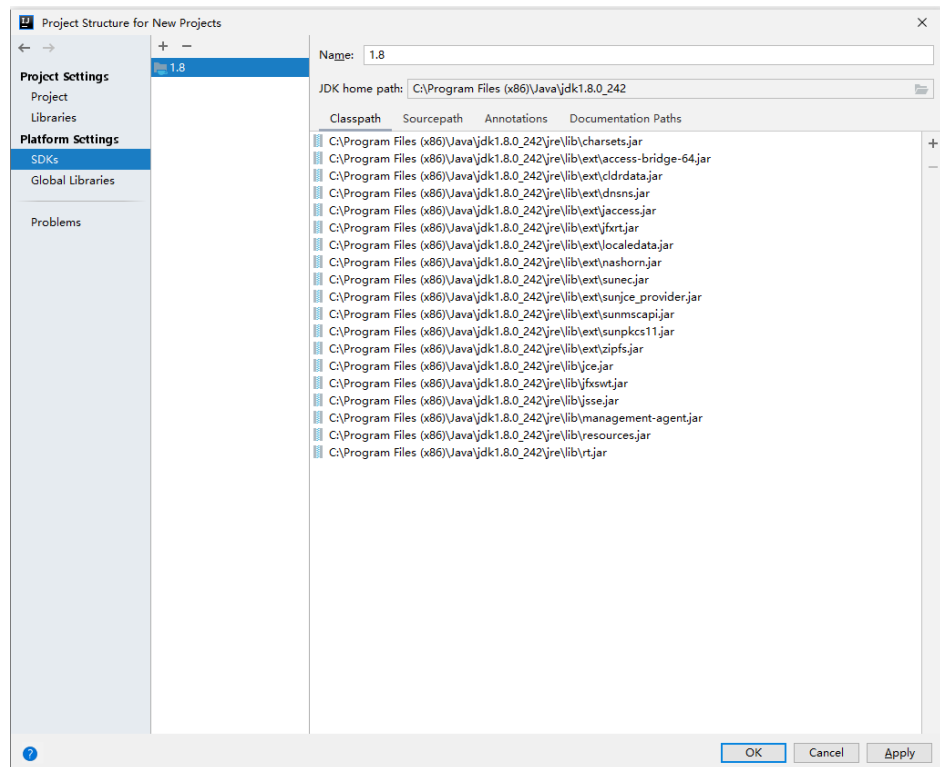 Project Structure for New Projects
Project Settings
Project
Libraries
Platform Settings
SDKs
Global Libraries
Problems
1.8
Name: 1.8
JDK home path: C:\Program Files (x86)\Java\jdk1.8.0_242
Classpath Sourcepath Annotations Documentation Paths
C:\Program Files (x86)\Java\jdk1.8.0_242\jre\lib\charsets.jar
C:\Program Files (x86)\Java\jdk1.8.0_242\jre\lib\ext\access-bridge-64.jar
C:\Program Files (x86)\Java\jdk1.8.0_242\jre\lib\ext\cldrdata.jar
C:\Program Files (x86)\Java\jdk1.8.0_242\jre\lib\ext\dnsns.jar
C:\Program Files (x86)\Java\jdk1.8.0_242\jre\lib\ext\jaccess.jar
C:\Program Files (x86)\Java\jdk1.8.0_242\jre\lib\ext\jfxrt.jar
C:\Program Files (x86)\Java\jdk1.8.0_242\jre\lib\ext\localedata.jar
C:\Program Files (x86)\Java\jdk1.8.0_242\jre\lib\ext\nashorn.jar
C:\Program Files (x86)\Java\jdk1.8.0_242\jre\lib\ext\sunec.jar
C:\Program Files (x86)\Java\jdk1.8.0_242\jre\lib\ext\sunjce_provider.jar
C:\Program Files (x86)\Java\jdk1.8.0_242\jre\lib\ext\sunmscapi.jar
C:\Program Files (x86)\Java\jdk1.8.0_242\jre\lib\ext\sunpkcs11.jar
C:\Program Files (x86)\Java\jdk1.8.0_242\jre\lib\ext\zipfs.jar
C:\Program Files (x86)\Java\jdk1.8.0_242\jre\lib\jce.jar
C:\Program Files (x86)\Java\jdk1.8.0_242\jre\lib\jfxswt.jar
C:\Program Files (x86)\Java\jdk1.8.0_242\jre\lib\jsse.jar
C:\Program Files (x86)\Java\jdk1.8.0_242\jre\lib\management-agent.jar
C:\Program Files (x86)\Java\jdk1.8.0_242\jre\lib\resources.jar
C:\Program Files (x86)\Java\jdk1.8.0_242\jre\lib\rt.jar
OK Cancel Apply